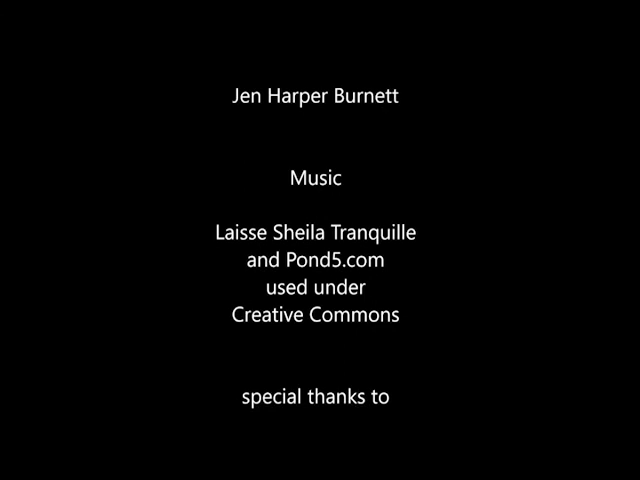 Jen Harper Burnett
Music
Laisse Sheila Tranquille
and Pond5.com
used under
Creative Commons
special thanks to